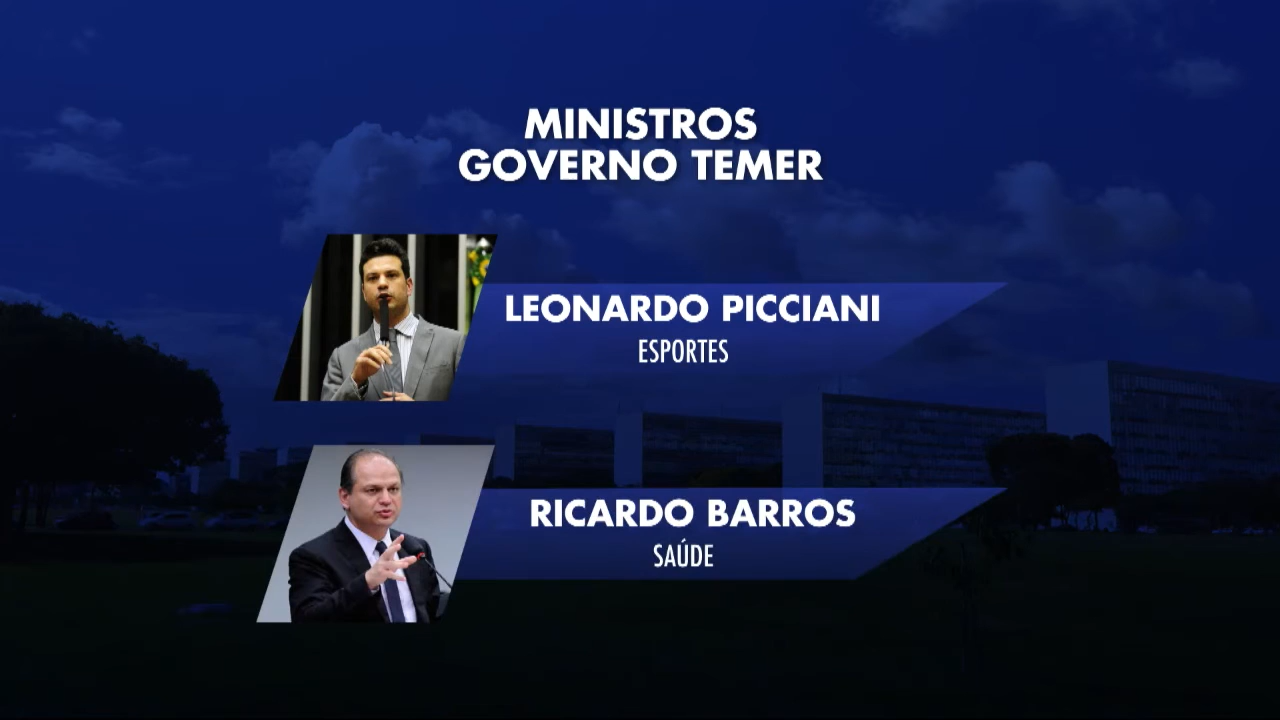 MINISTROS
GOVERNO TEMER
LEONARDO PICCIANI
ESPORTES
RICARDO BARROS
SAÚDE